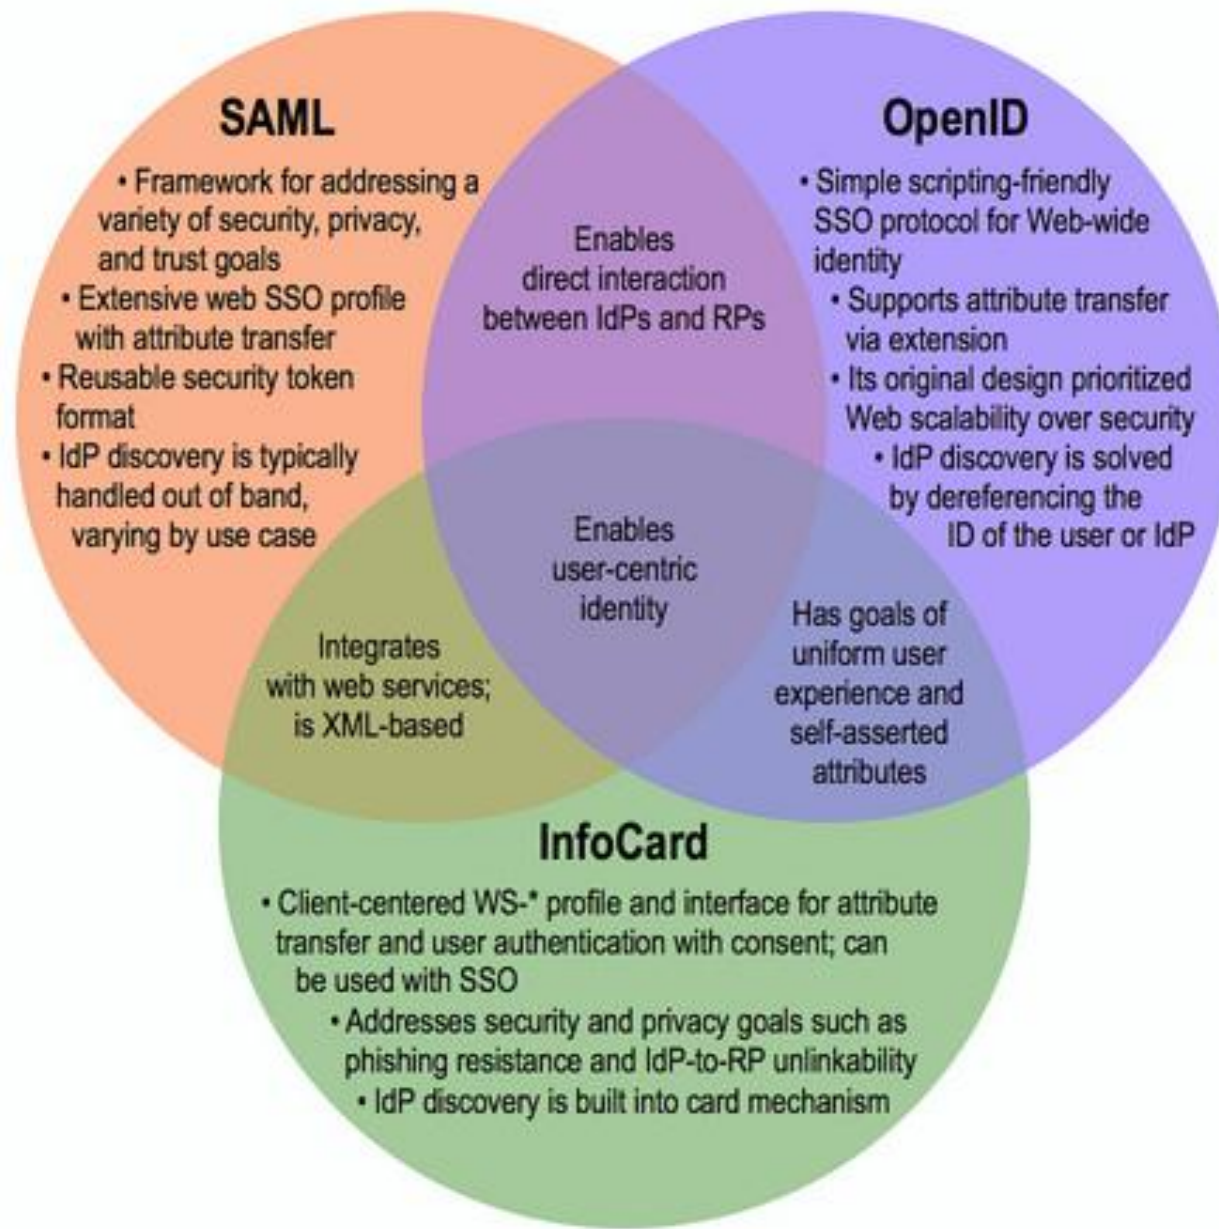 SAML
• Framework for addressing a
variety of security, privacy,
and trust goals
• Extensive web SSO profile
with attribute transfer
• Reusable security token
format
• IdP discovery is typically
handled out of band,
varying by use case
Enables
direct interaction
between IdPs and RPs
OpenID
• Simple scripting-friendly
SSO protocol for Web-wide
identity
• Supports attribute transfer
via extension
• Its original design prioritized
Web scalability over security
• IdP discovery is solved
by dereferencing the
ID of the user or IdP
Enables
user-centric
identity
Integrates
with web services;
is XML-based
Has goals of
uniform user
experience and
self-asserted
attributes
InfoCard
• Client-centered WS-* profile and interface for attribute
transfer and user authentication with consent; can
be used with SSO
• Addresses security and privacy goals such as
phishing resistance and IdP-to-RP unlinkability
• IdP discovery is built into card mechanism